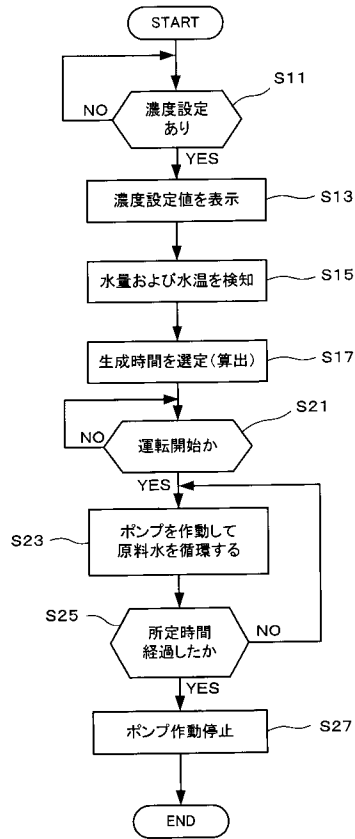 START
S11
濃度設定
あり
NO
YES
濃度設定値を表示
S13
水量および水温を検知
S15
生成時間を選定(算出)
S17
S21
運転開始か
NO
YES
S23
ポンプを作動して
原料水を循環する
S25
所定時間
経過したか
NO
YES
ポンプ作動停止
S27
END